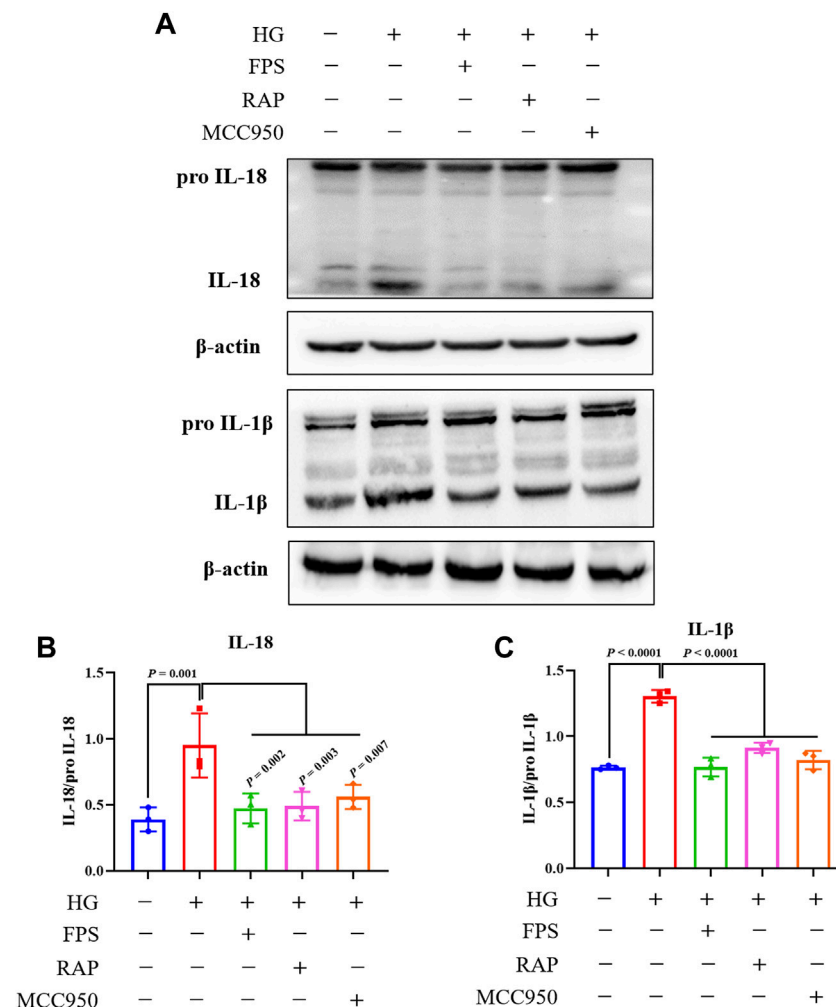 A
HG − + + + +
FPS − − + − −
RAP − − − + −
MCC950 − − − − +
pro IL-18
IL-18
β-actin
pro IL-1β
IL-1β
β-actin
B
IL-18
P = 0.001
P = 0.002
P = 0.003
P = 0.007
IL-18/pro IL-18
1.5
1.0
0.5
0.0
HG − + + + +
FPS − − + − −
RAP − − − + −
MCC950 − − − − +
C
IL-1β
P < 0.0001 P < 0.0001
IL-1β/pro IL-1β
1.5
1.0
0.5
0.0
HG − + + + +
FPS − − + − −
RAP − − − + −
MCC950 − − − − +